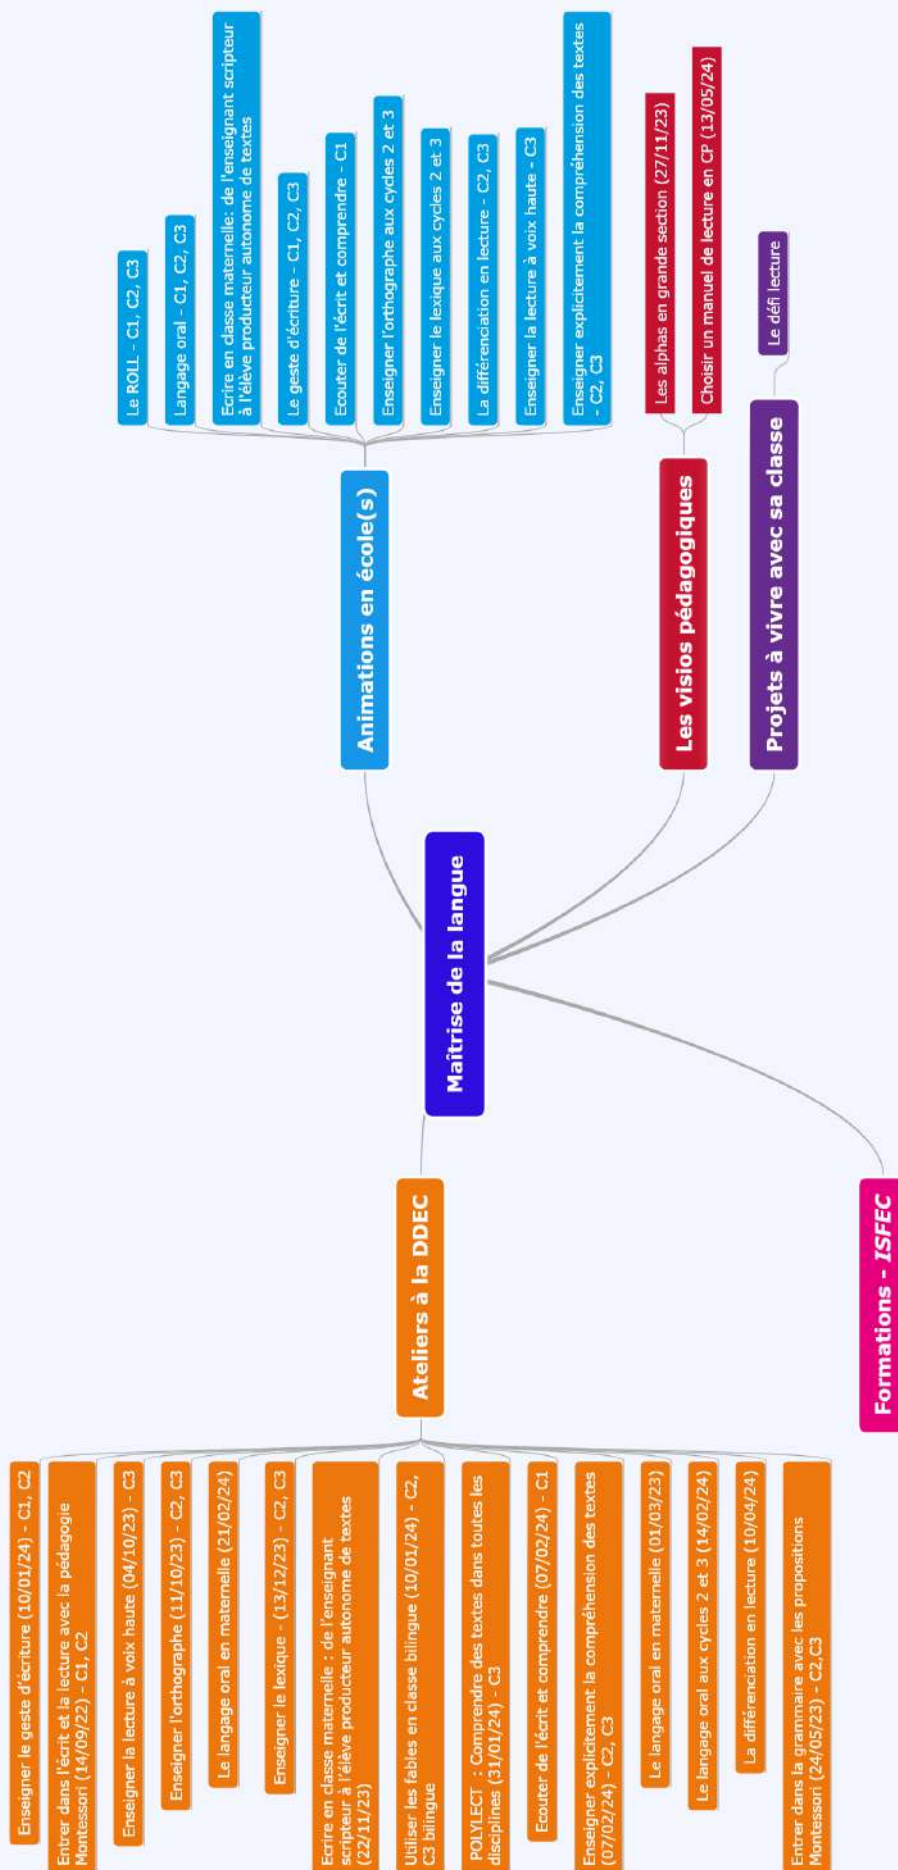 Maîtrise de la langue
Ateliers à la DDEC
Enseigner le geste d'écriture (10/01/24) - C1, C2
Entrer dans l'écrit et la lecture avec la pédagogie
Montessori (14/09/22) - C1, C2
Enseigner la lecture à voix haute (04/10/23) - C3
Enseigner l'orthographe (11/10/23) - C2, C3
Le langage oral en maternelle (21/02/24)
Enseigner le lexique - (13/12/23) - C2, C3
Ecrire en classe maternelle : de l'enseignant
scripteur à l'élève producteur autonome de textes
(22/11/23)
Utiliser les fables en classe bilingue (10/01/24) - C2,
C3 bilingue
POLYLECT : Comprendre des textes dans toutes les
disciplines (31/01/24) - C3
Ecouter de l'écrit et comprendre (07/02/24) - C1
Enseigner explicitement la compréhension des textes
(07/02/24) - C2, C3
Le langage oral en maternelle (01/03/23)
Le langage oral aux cycles 2 et 3 (14/02/24)
La différenciation en lecture (10/04/24)
Entrer dans la grammaire avec les propositions
Montessori (24/05/23) - C2,C3
Formations - ISFEC
Animations en école(s)
Le ROLL - C1, C2, C3
Langage oral - C1, C2, C3
Ecrire en classe maternelle: de l'enseignant scripteur
à l'élève producteur autonome de textes
Le geste d'écriture - C1, C2, C3
Ecouter de l'écrit et comprendre - C1
Enseigner l'orthographe aux cycles 2 et 3
Enseigner le lexique aux cycles 2 et 3
La différenciation en lecture - C2, C3
Enseigner la lecture à voix haute - C3
Enseigner explicitement la compréhension des textes
- C2, C3
Les visios pédagogiques
Les alphas en grande section (27/11/23)
Choisir un manuel de lecture en CP (13/05/24)
Projets à vivre avec sa classe
Le défi lecture